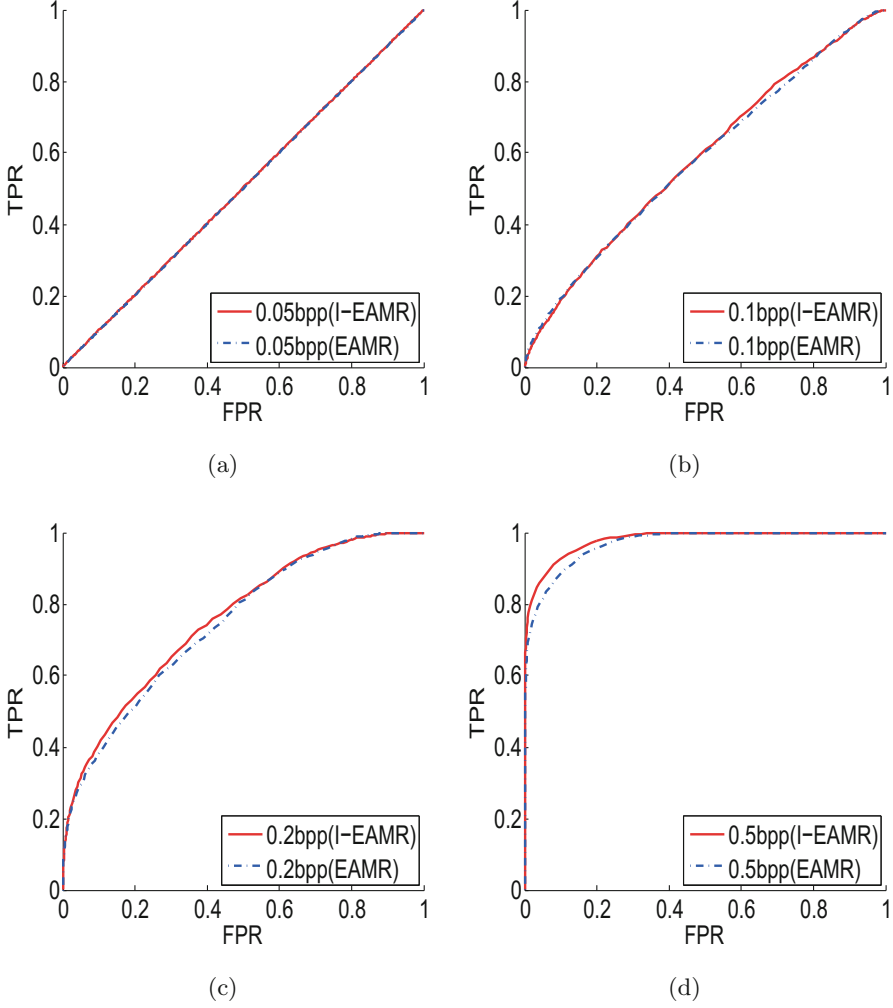 1
0.8
0.6
0.4
0.2
0
TPR
0 0.2 0.4 0.6 0.8 1
FPR
0.05bpp(I−EAMR)
0.05bpp(EAMR)
(a)
1
0.8
0.6
0.4
0.2
0
TPR
0 0.2 0.4 0.6 0.8 1
FPR
0.1bpp(I−EAMR)
0.1bpp(EAMR)
(b)
1
0.8
0.6
0.4
0.2
0
TPR
0 0.2 0.4 0.6 0.8 1
FPR
0.2bpp(I−EAMR)
0.2bpp(EAMR)
(c)
1
0.8
0.6
0.4
0.2
0
TPR
0 0.2 0.4 0.6 0.8 1
FPR
0.5bpp(I−EAMR)
0.5bpp(EAMR)
(d)